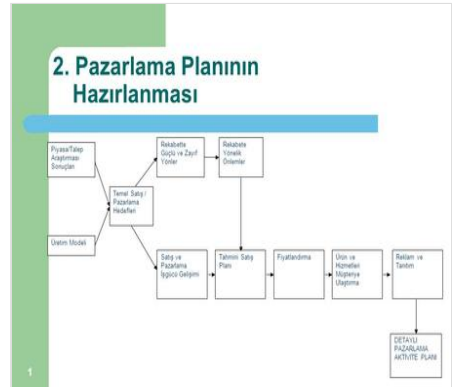 2. Pazarlama Planının
Hazırlanması
Piyasa/Talep
Araştırması
Sonuçları
Rekabette
Güçlü ve Zayıf
Yönler
Rekabete
Yönelik
Önlemler
Temel Satış /
Pazarlama
Hedefleri
Üretim Modeli
Satış ve
Pazarlama
İşgücü Gelişimi
Tahmini Satış
Planı
Fiyatlandırma
Ürün ve
Hizmetleri
Müşteriye
Ulaştırma
Reklam ve
Tanıtım
DETAYLI
PAZARLAMA
AKTİVİTE PLANI
1